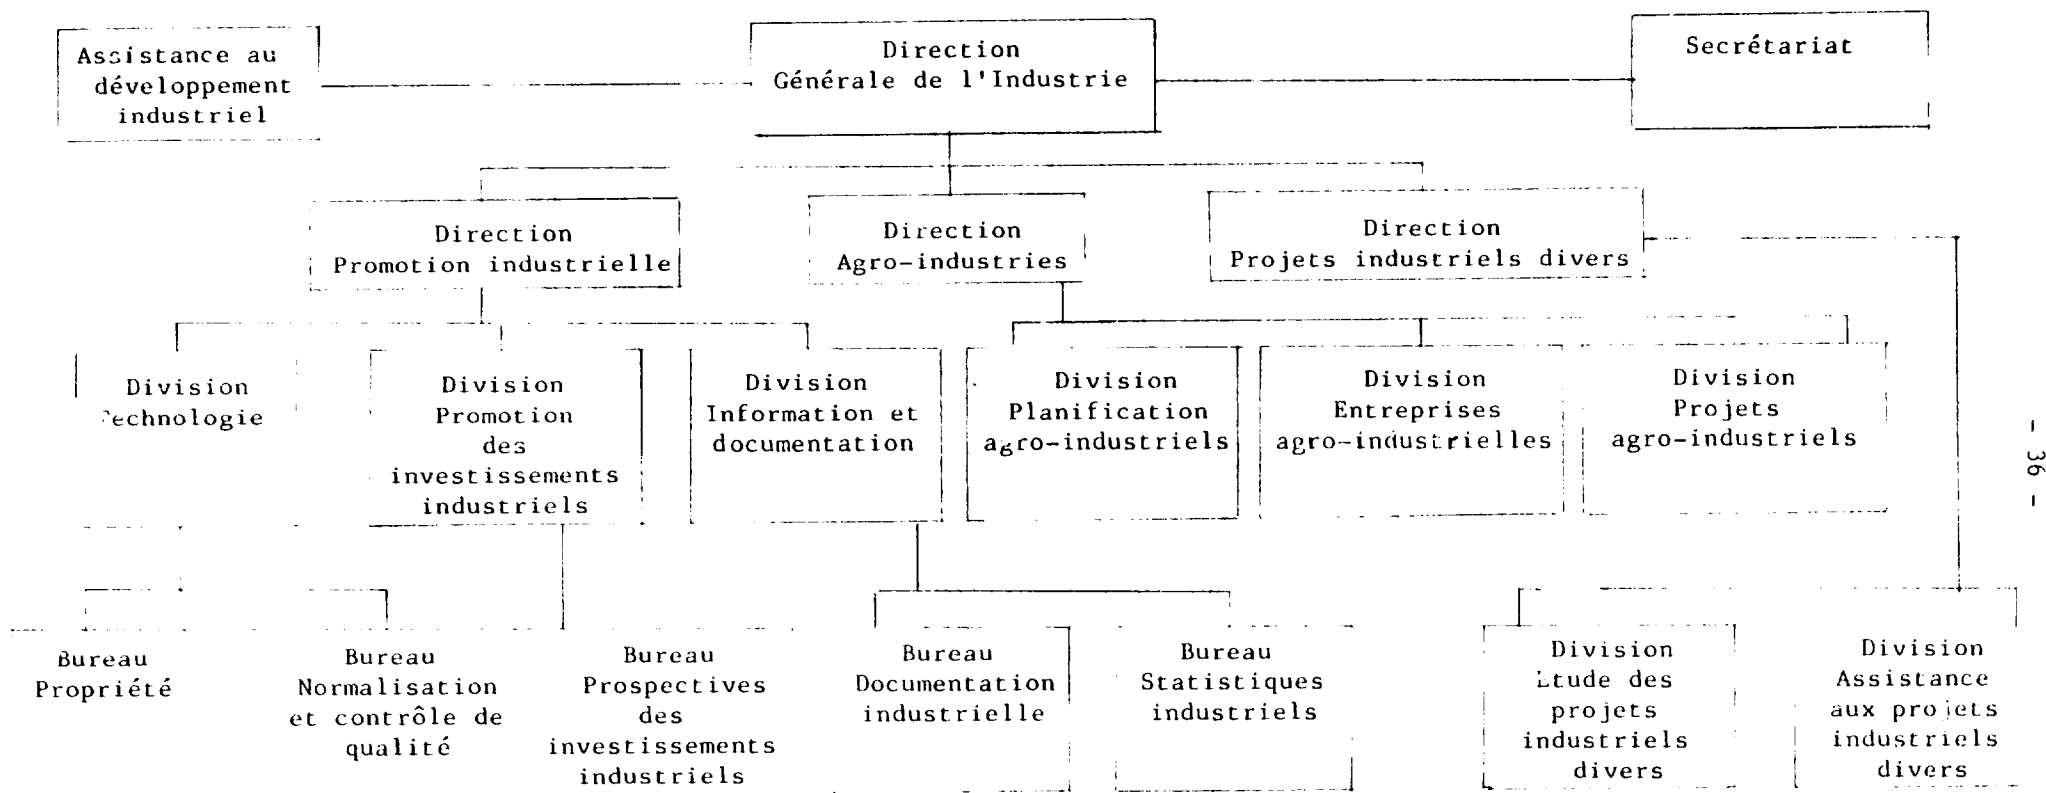 Assistance au
développement
industriel
Direction
Générale de l'Industrie
Secrétariat
Direction
Promotion industrielle
Direction
Agro-industries
Direction
Projets industriels divers
Division
Technologie
Division
Promotion
des
investissements
industriels
Division
Information et
documentation
Division
Planification
agro-industriels
Division
Entreprises
agro-industrielles
Division
Projets
agro-industriels
- 36 -
Bureau
Propriété
Bureau
Normalisation
et contrôle de
qualité
Bureau
Prospectives
des
investissements
industriels
Bureau
Documentation
industrielle
Bureau
Statistiques
industriels
Division
Etude des
projets
industriels
divers
Division
Assistance
aux projets
industriels
divers